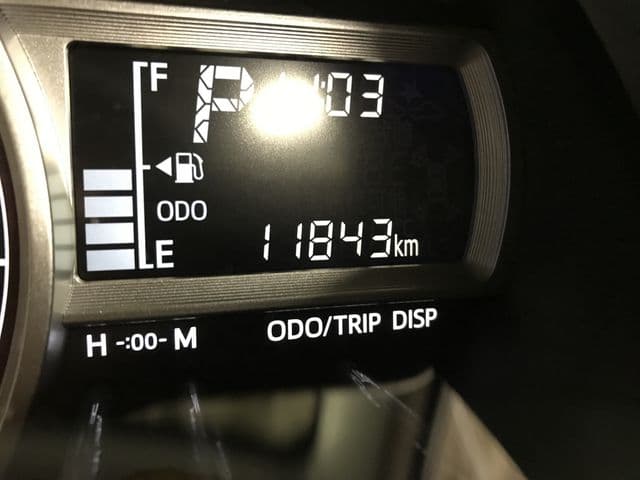 F
P :03
ODO
E 11843km
H -:00- M ODO/TRIP DISP